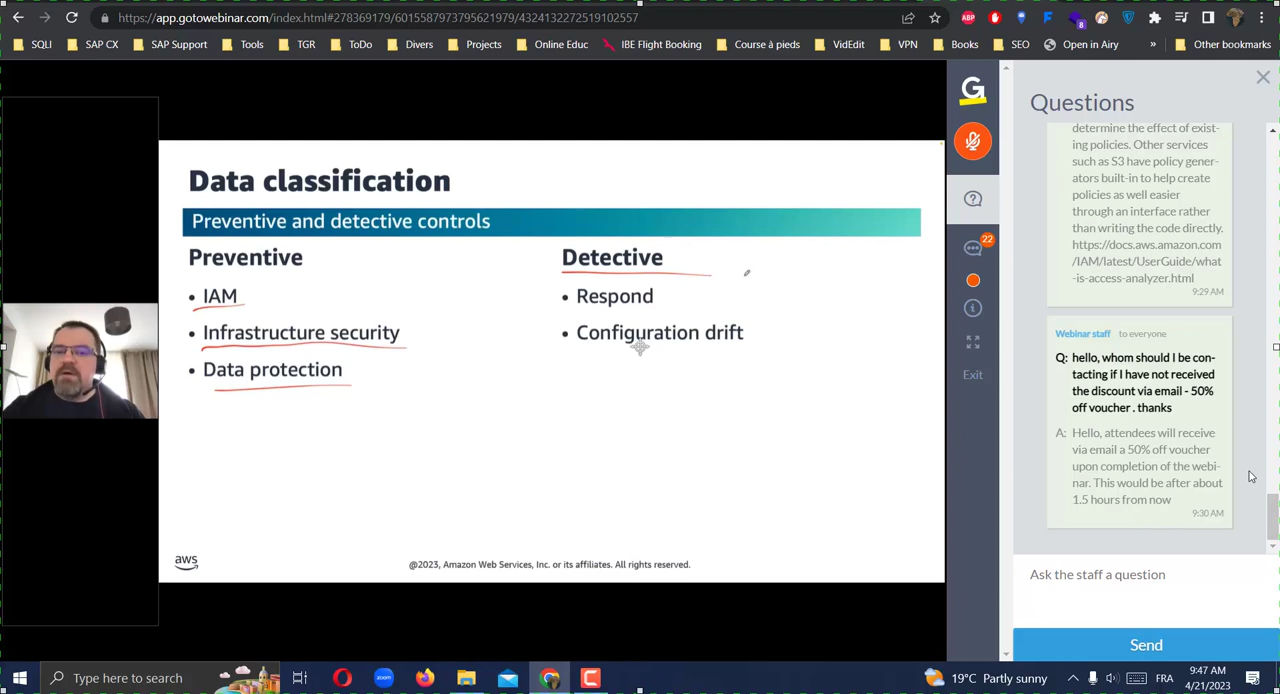 https://app.gotowebinar.com/index.html#278369179/6015587973795621979/4324132272519102557
ABP
8
SQLI
SAP CX
SAP Support
Tools
TGR
ToDo
Divers
Projects
Online Educ
IBE Flight Booking
Course à pieds
VidEdit
VPN
Books
SEO
Open in Airy
»
Other bookmarks
Data classification
Preventive and detective controls
Preventive
• IAM
• Infrastructure security
• Data protection
Detective
• Respond
• Configuration drift
aws
@2023, Amazon Web Services, Inc. or its affiliates. All rights reserved.
G
22
Exit
Questions
determine the effect of exist-
ing policies. Other services
such as S3 have policy gener-
ators built-in to help create
policies as well easier
through an interface rather
than writing the code directly.
https://docs.aws.amazon.com
/IAM/latest/UserGuide/what
-is-access-analyzer.html
9:29 AM
Webinar staff to everyone
Q: hello, whom should I be con-
tacting if I have not received
the discount via email - 50%
off voucher . thanks
A: Hello, attendees will receive
via email a 50% off voucher
upon completion of the webi-
nar. This would be after about
1.5 hours from now
9:30 AM
Ask the staff a question
Send
Type here to search
zoom
19°C Partly sunny
FRA
9:47 AM
4/21/2023